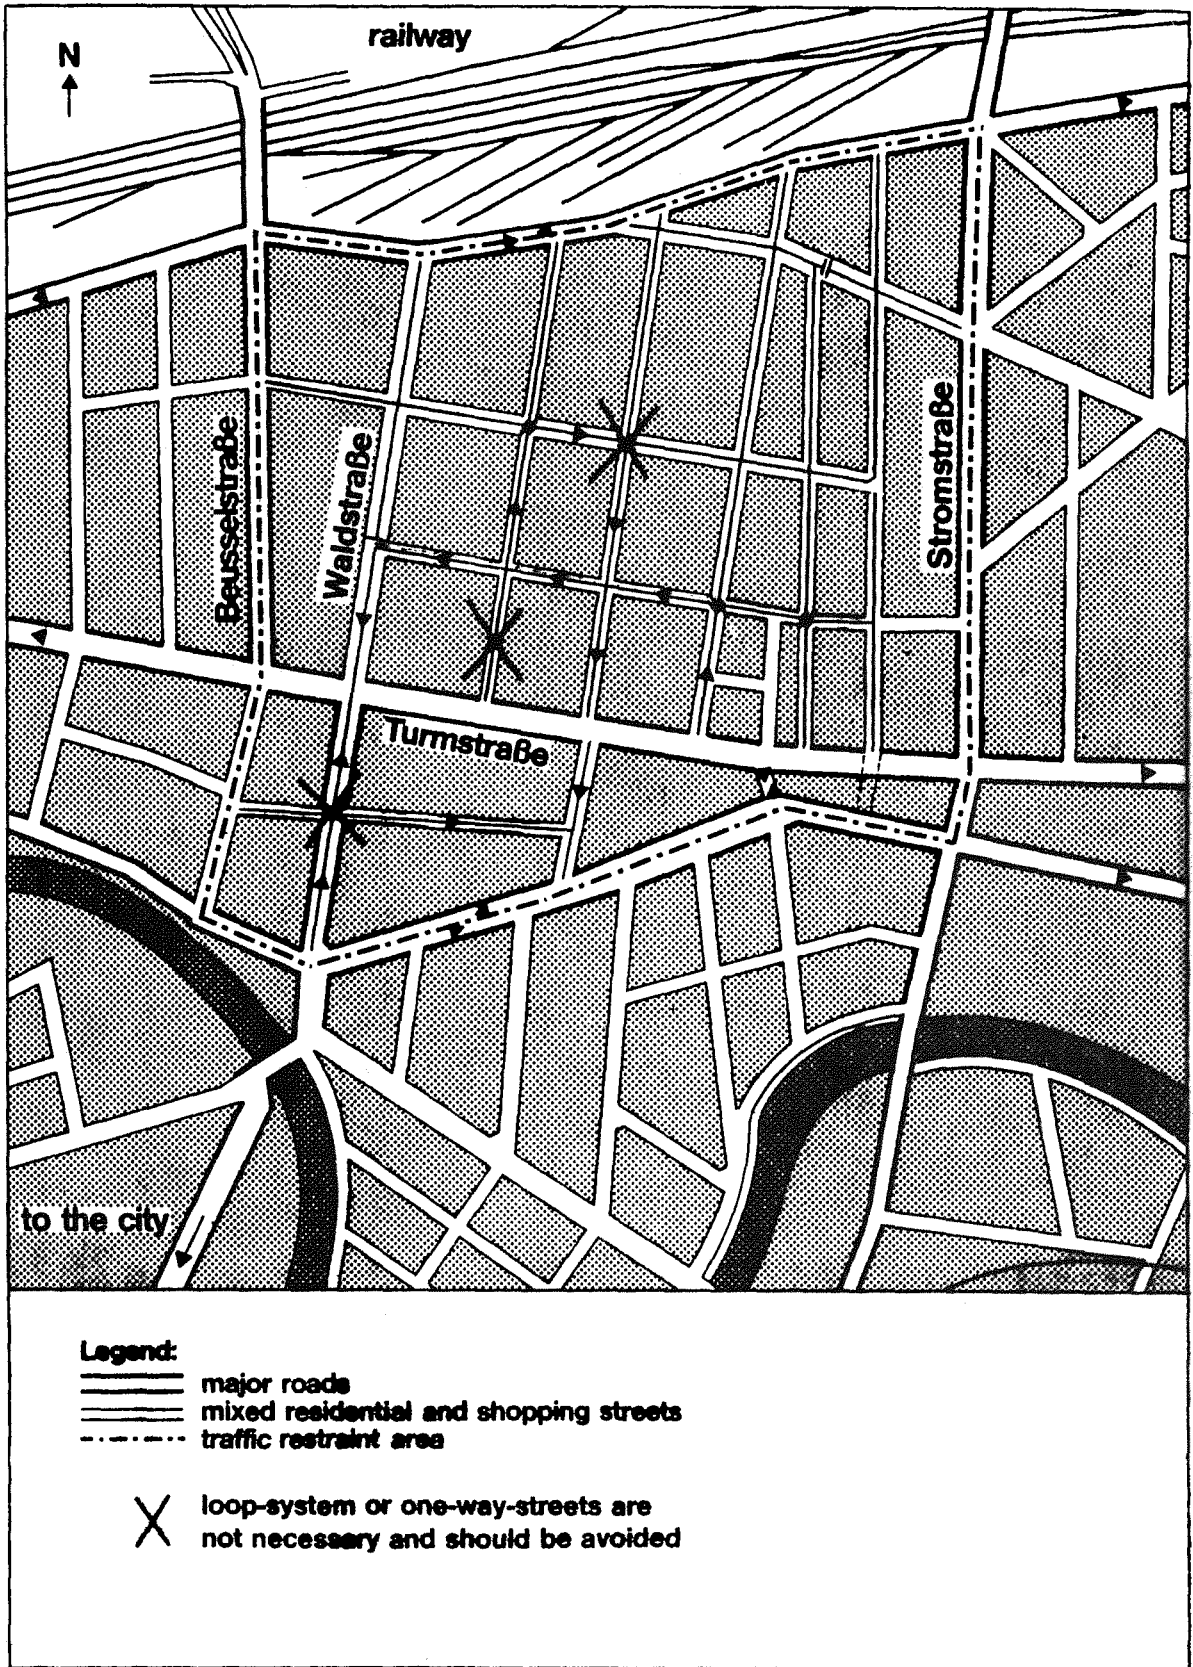 railway
N
Beusselstraße
Waldstraße
Stromstraße
Turmstraße
to the city
Legend:
major roads
mixed residential and shopping streets
traffic restraint area
loop-system or one-way-streets are
not necessary and should be avoided